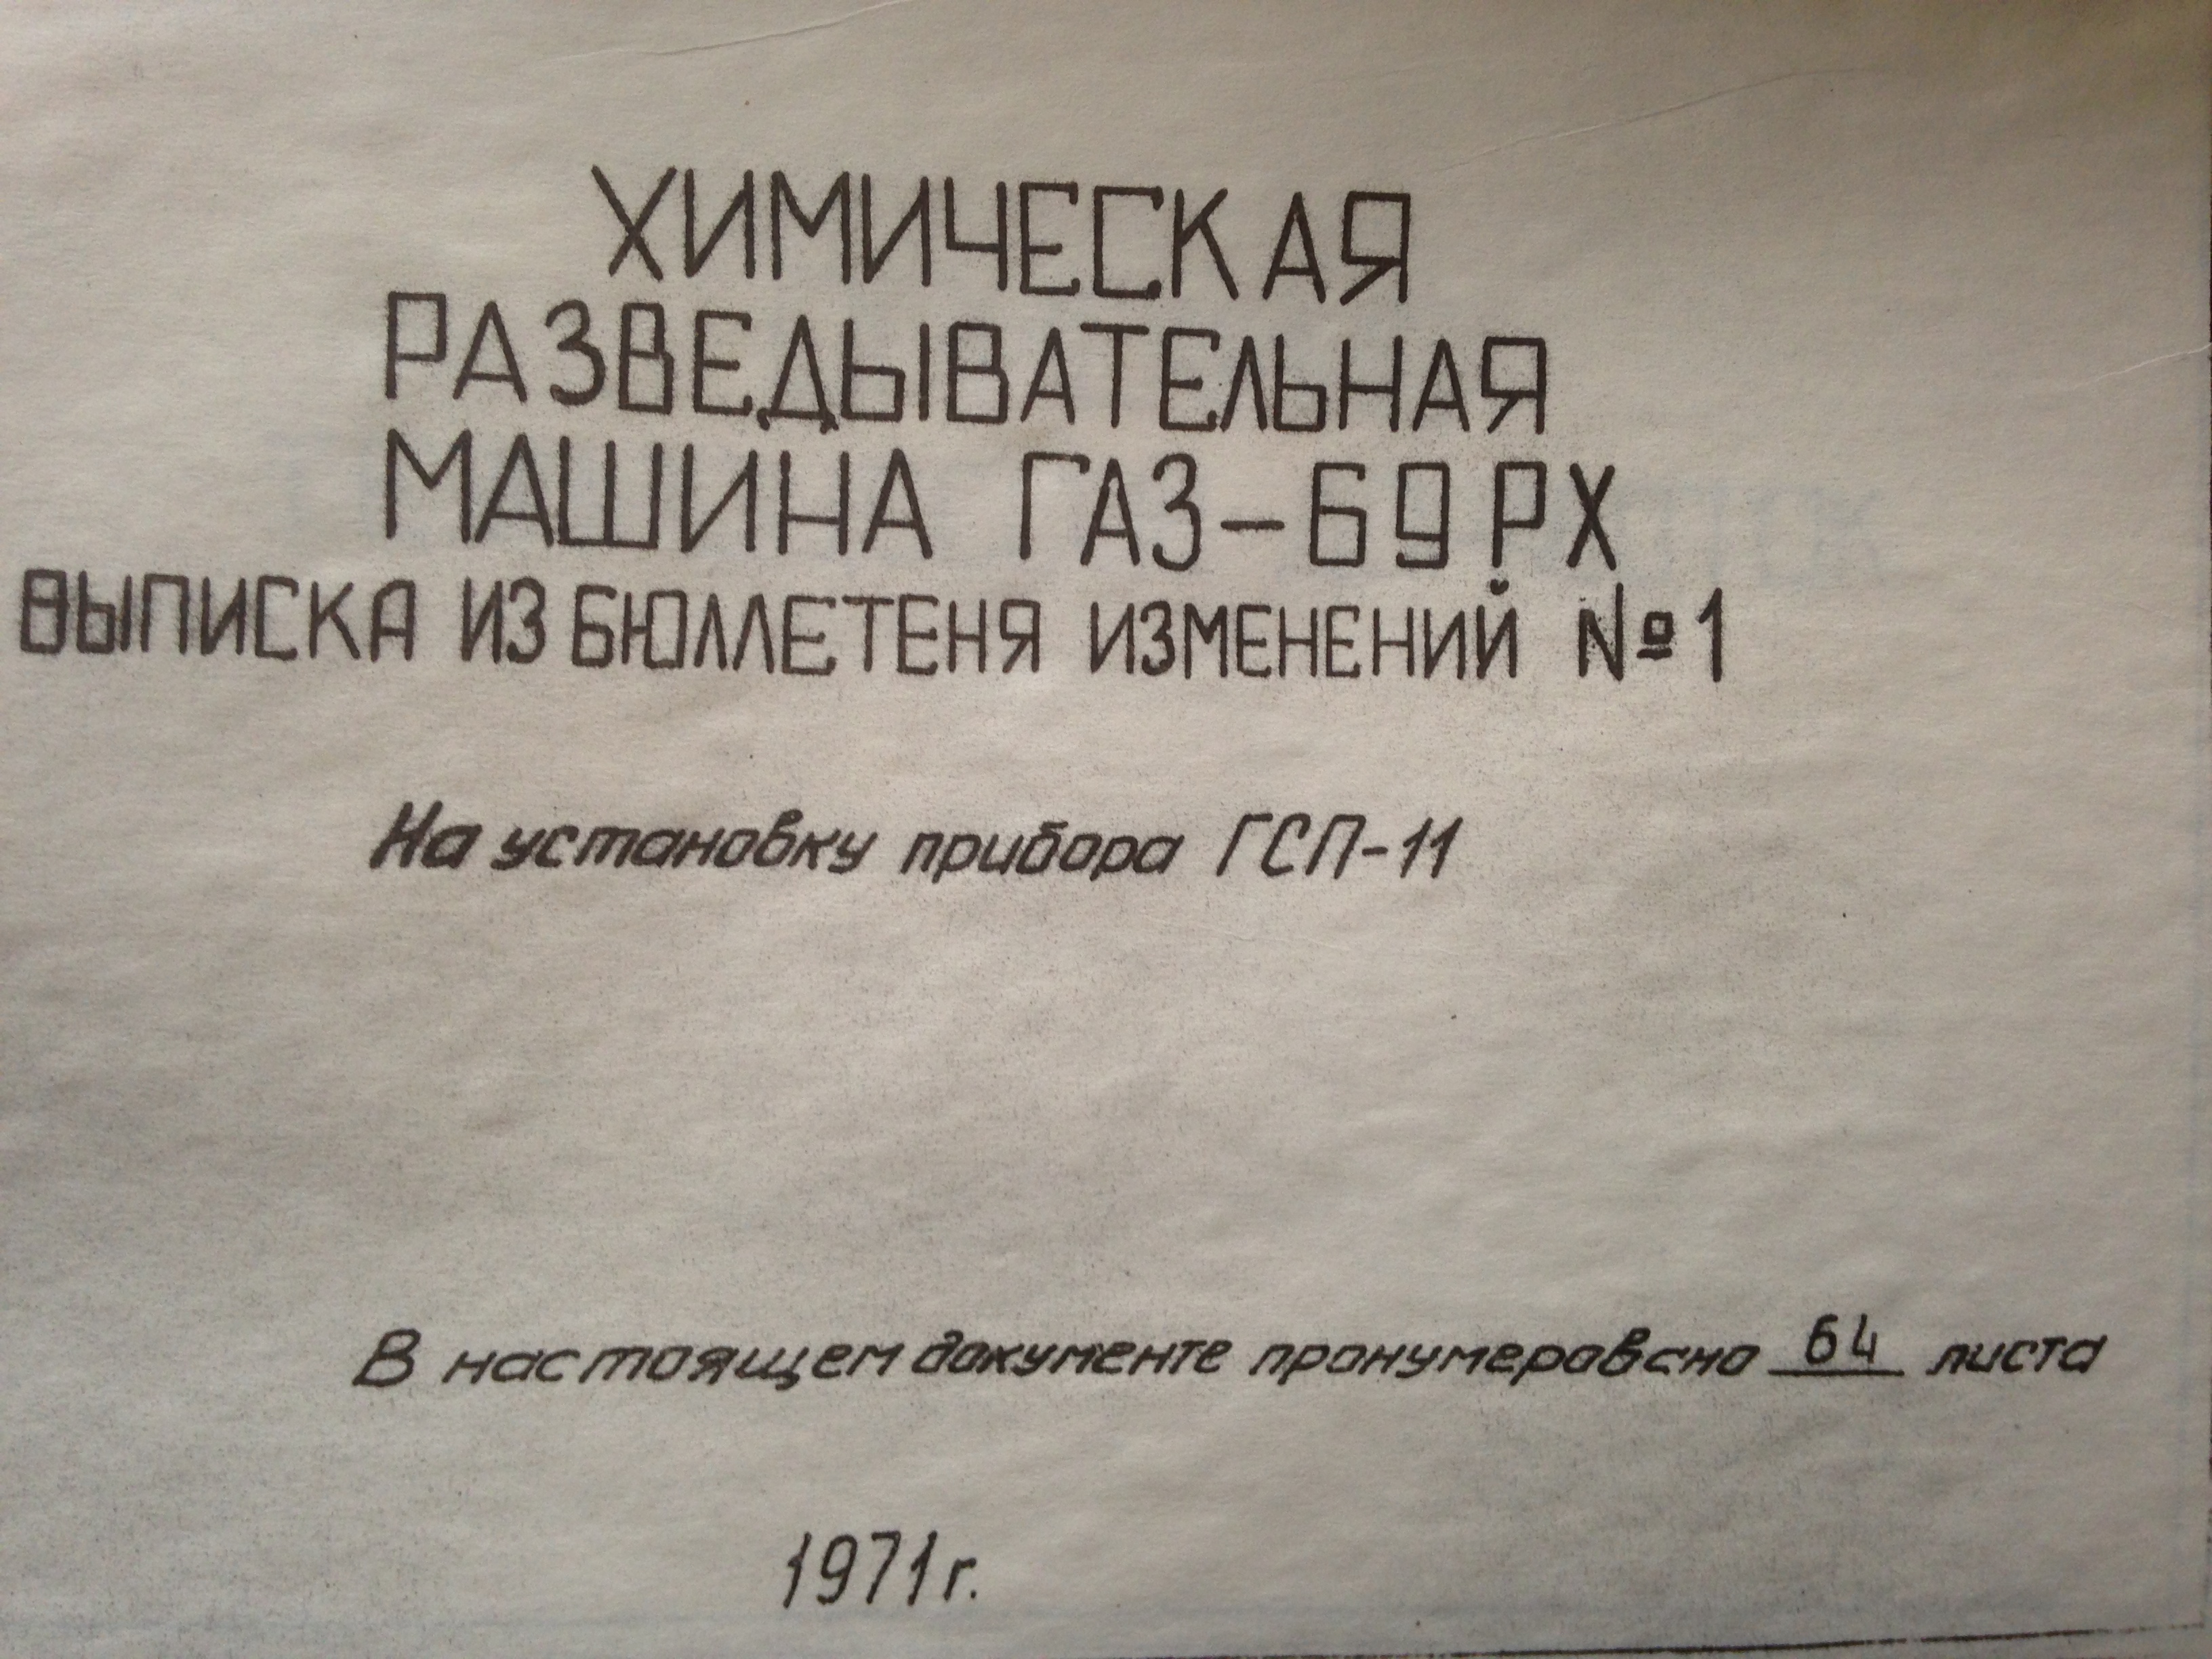 ХИМИЧЕСКАЯ
РАЗВЕДЫВАТЕЛЬНАЯ
МАШИНА ГАЗ-69РХ
ВЫПИСКА ИЗ БЮЛЛЕТЕНЯ ИЗМЕНЕНИЙ №1
На установку прибора ГСП-11
В настоящем документе пронумеровано 64 листа
1971г.